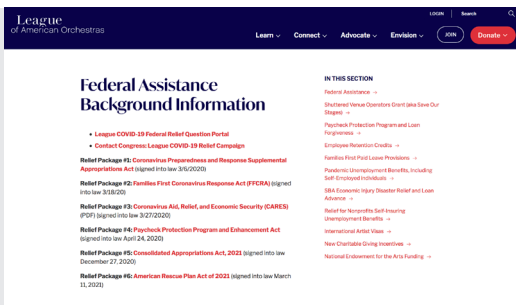 LOGIN
Search
League
of American Orchestras
Learn
Connect
Advocate
Envision
JOIN
Donate
Federal Assistance
Background Information
League COVID-19 Federal Relief Question Portal
Contact Congress: League COVID-19 Relief Campaign
Relief Package #1: Coronavirus Preparedness and Response Supplemental
Appropriations Act (signed into law 3/6/2020)
Relief Package #2: Families First Coronavirus Response Act (FFCRA) (signed
into law 3/18/20)
Relief Package #3: Coronavirus Aid, Relief, and Economic Security (CARES)
(PDF) (signed into law 3/27/2020)
Relief Package #4: Paycheck Protection Program and Enhancement Act
(signed into law April 24, 2020)
Relief Package #5: Consolidated Appropriations Act, 2021 (signed into law
December 27, 2020)
Relief Package #6: American Rescue Plan Act of 2021 (signed into law March
11, 2021)
IN THIS SECTION
Federal Assistance →
Shuttered Venue Operators Grant (aka Save Our
Stages) →
Paycheck Protection Program and Loan
Forgiveness →
Employee Retention Credits →
Families First Paid Leave Provisions →
Pandemic Unemployment Benefits, Including
Self-Employed Individuals →
SBA Economic Injury Disaster Relief and Loan
Advance →
Relief for Nonprofits Self-Insuring
Unemployment Benefits →
International Artist Visas →
New Charitable Giving Incentives →
National Endowment for the Arts Funding →